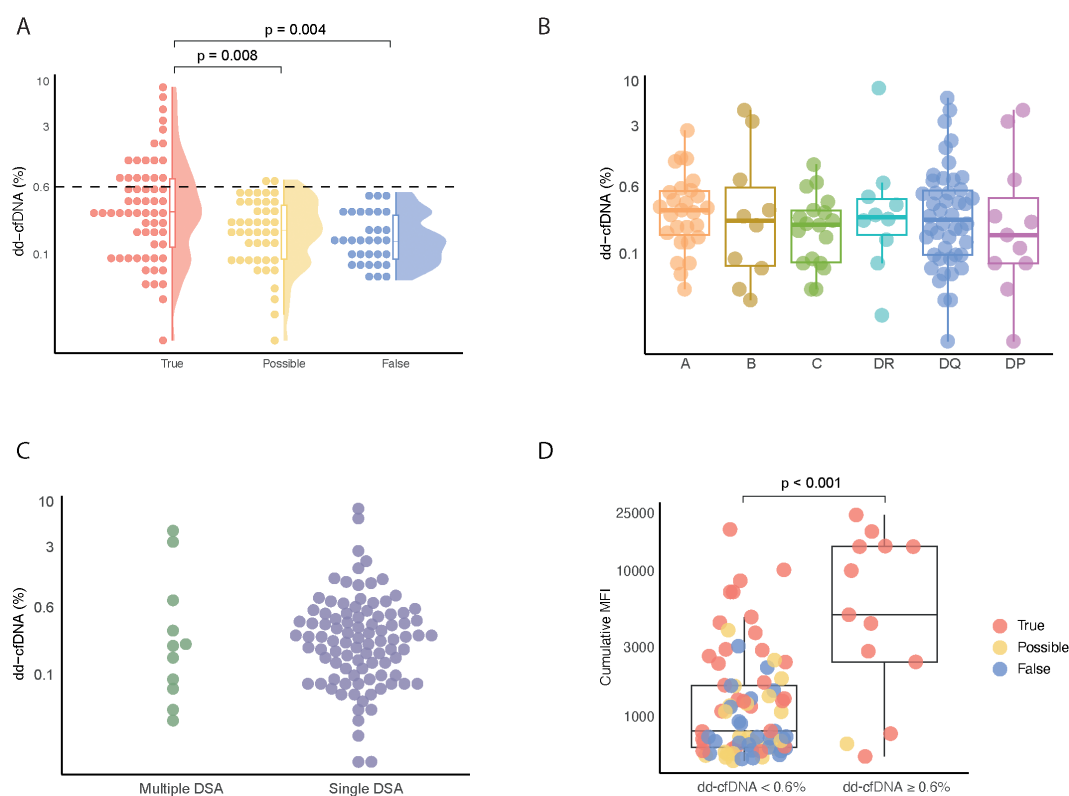 A
p = 0.004
p = 0.008
10
3
0.6
0.1
dd−cfDNA (%)
True
Possible
False
B
10
3
0.6
0.1
dd−cfDNA (%)
A
B
C
DR
DQ
DP
C
10
3
0.6
0.1
dd−cfDNA (%)
Multiple DSA
Single DSA
D
p < 0.001
25000
10000
3000
1000
Cumulative MFI
dd-cfDNA < 0.6%
dd-cfDNA ≥ 0.6%
True
Possible
False